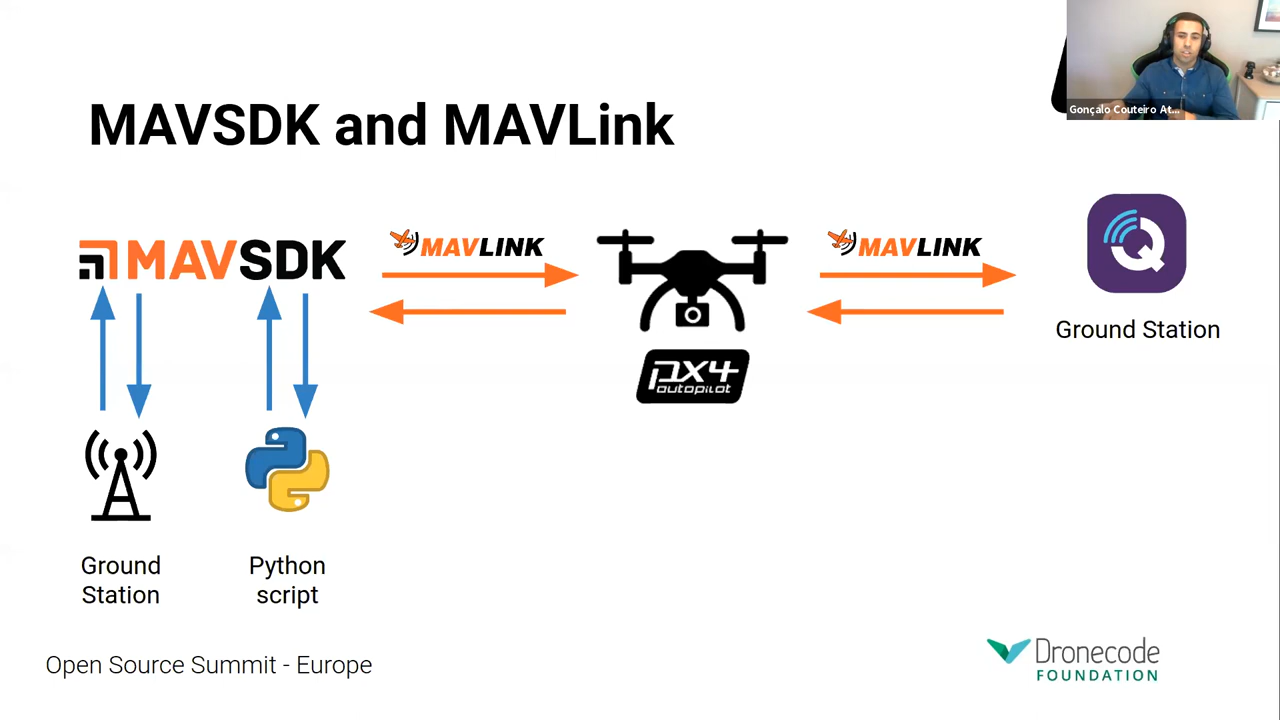 Gonçalo Couteiro At...
MAVSDK and MAVLink
MAVSDK
MAVLINK
MAVLINK
px4
autopilot
Ground Station
Ground
Station
Python
script
Open Source Summit - Europe
Dronecode
FOUNDATION